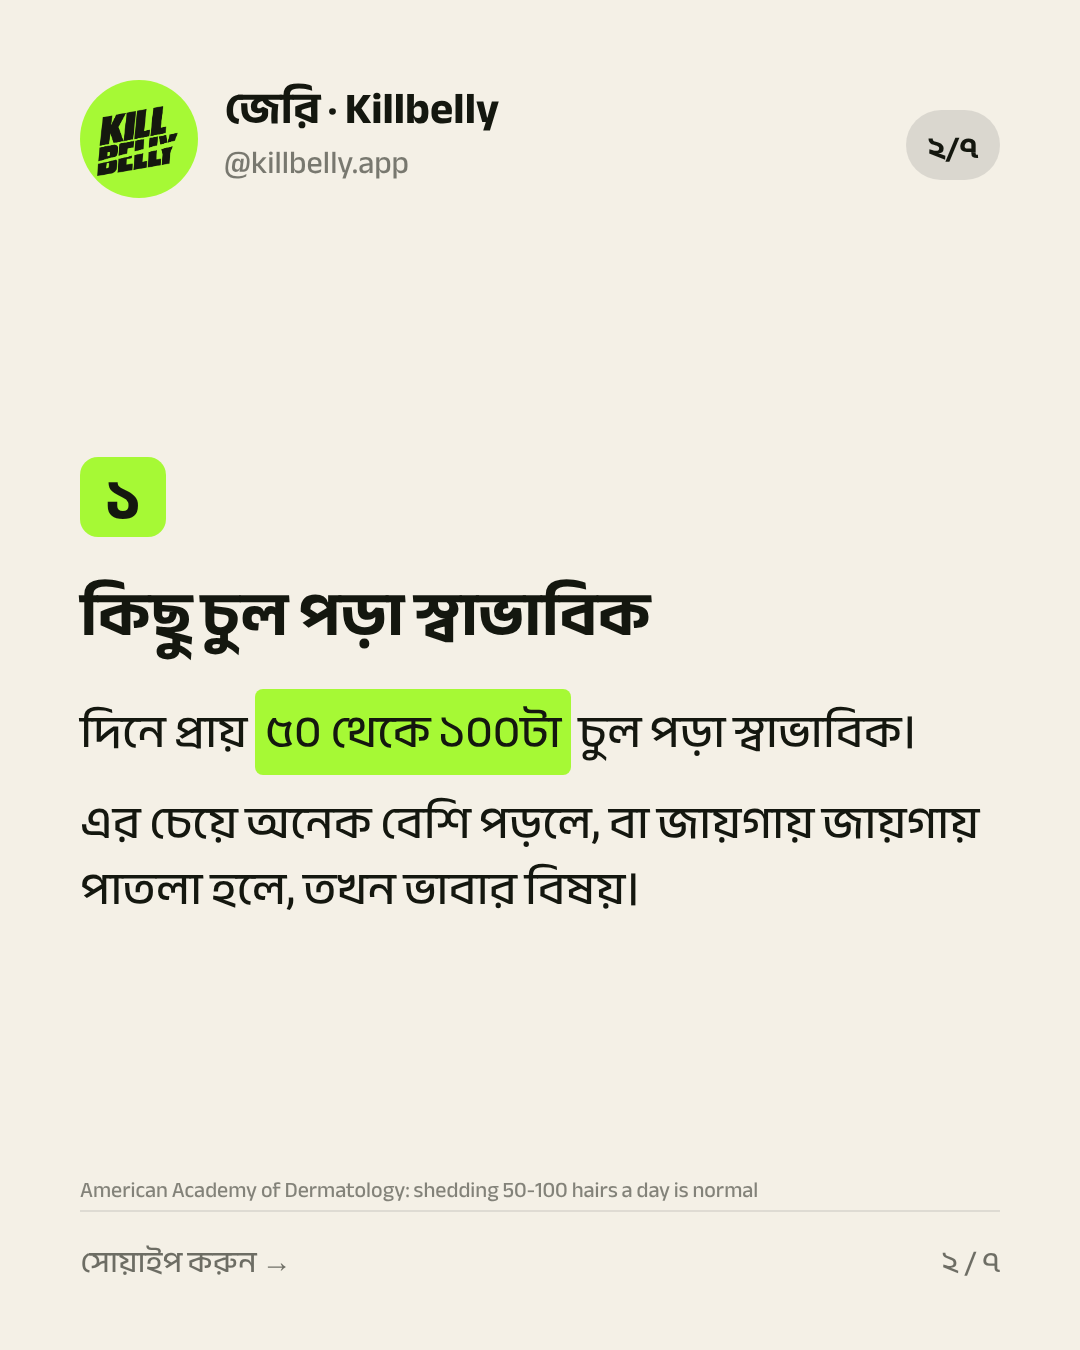 KILL
BELLY
জেরি · Killbelly
@killbelly.app
২/৭
১
কিছু চুল পড়া স্বাভাবিক
দিনে প্রায় ৫০ থেকে ১০০টা চুল পড়া স্বাভাবিক।
এর চেয়ে অনেক বেশি পড়লে, বা জায়গায় জায়গায়
পাতলা হলে, তখন ভাবার বিষয়।
American Academy of Dermatology: shedding 50-100 hairs a day is normal
সোয়াইপ করুন →
২ / ৭